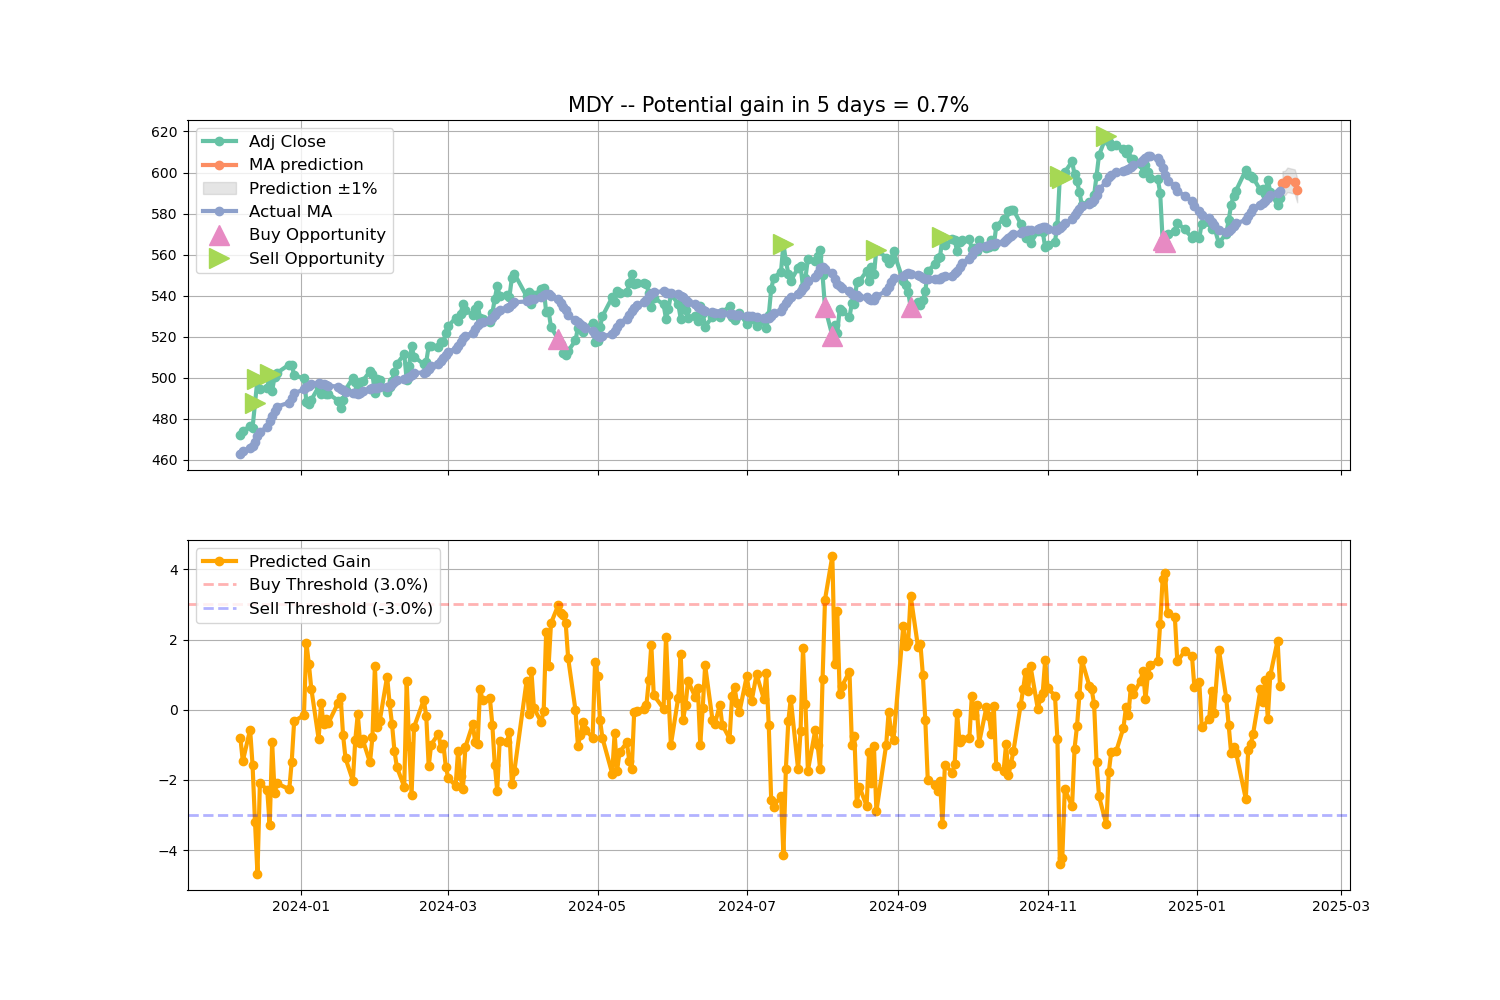 MDY -- Potential gain in 5 days = 0.7%
620
600
580
560
540
520
500
480
460
Adj Close
MA prediction
Prediction ±1%
Actual MA
Buy Opportunity
Sell Opportunity
4
2
0
−2
−4
Predicted Gain
Buy Threshold (3.0%)
Sell Threshold (-3.0%)
2024-01
2024-03
2024-05
2024-07
2024-09
2024-11
2025-01
2025-03